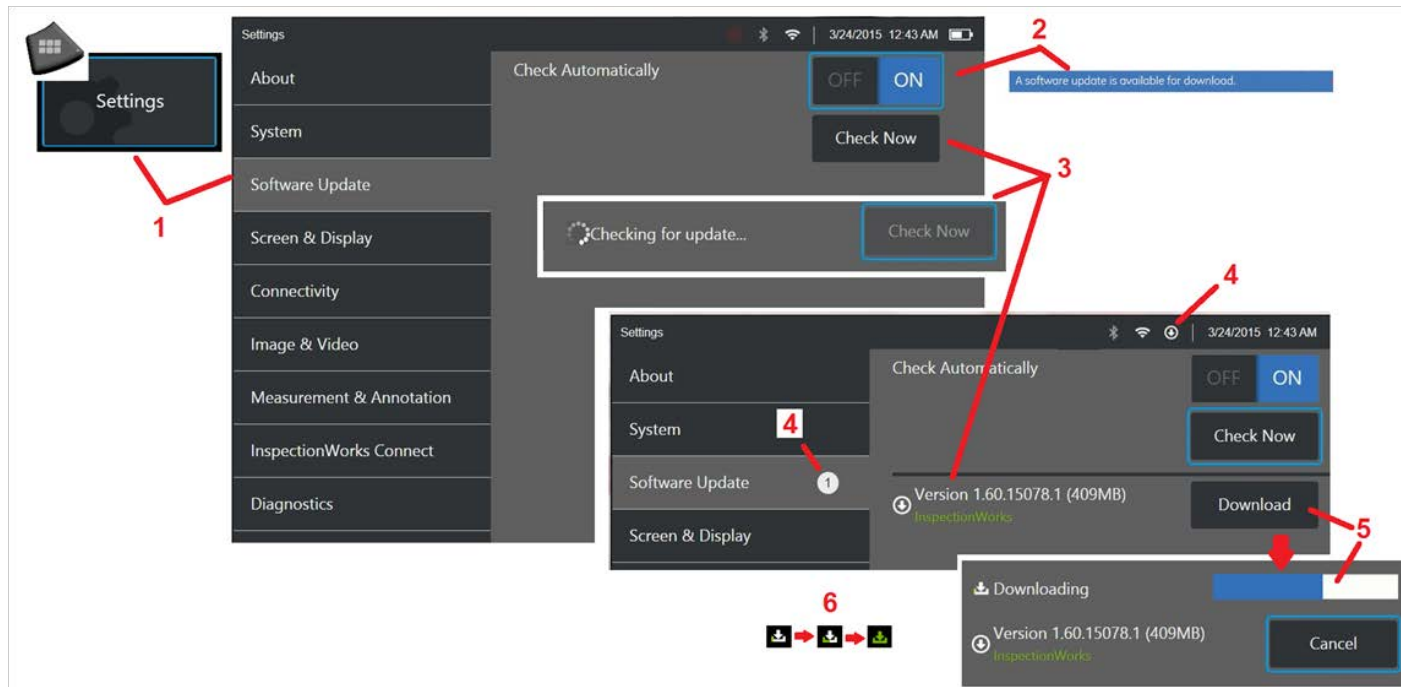 Settings
1
Settings
3/24/2015 12:43 AM
About
System
Software Update
Screen & Display
Connectivity
Image & Video
Measurement & Annotation
InspectionWorks Connect
Diagnostics
Check Automatically
OFF ON
Check Now
2
A software update is available for download.
3
Checking for update...
Check Now
4
Settings
3/24/2015 12:43 AM
About
System
4
Software Update 1
Screen & Display
Check Automatically
OFF ON
Check Now
Version 1.60.15078.1 (409MB)
InspectionWorks
Download
5
Downloading
Version 1.60.15078.1 (409MB)
InspectionWorks
Cancel
6